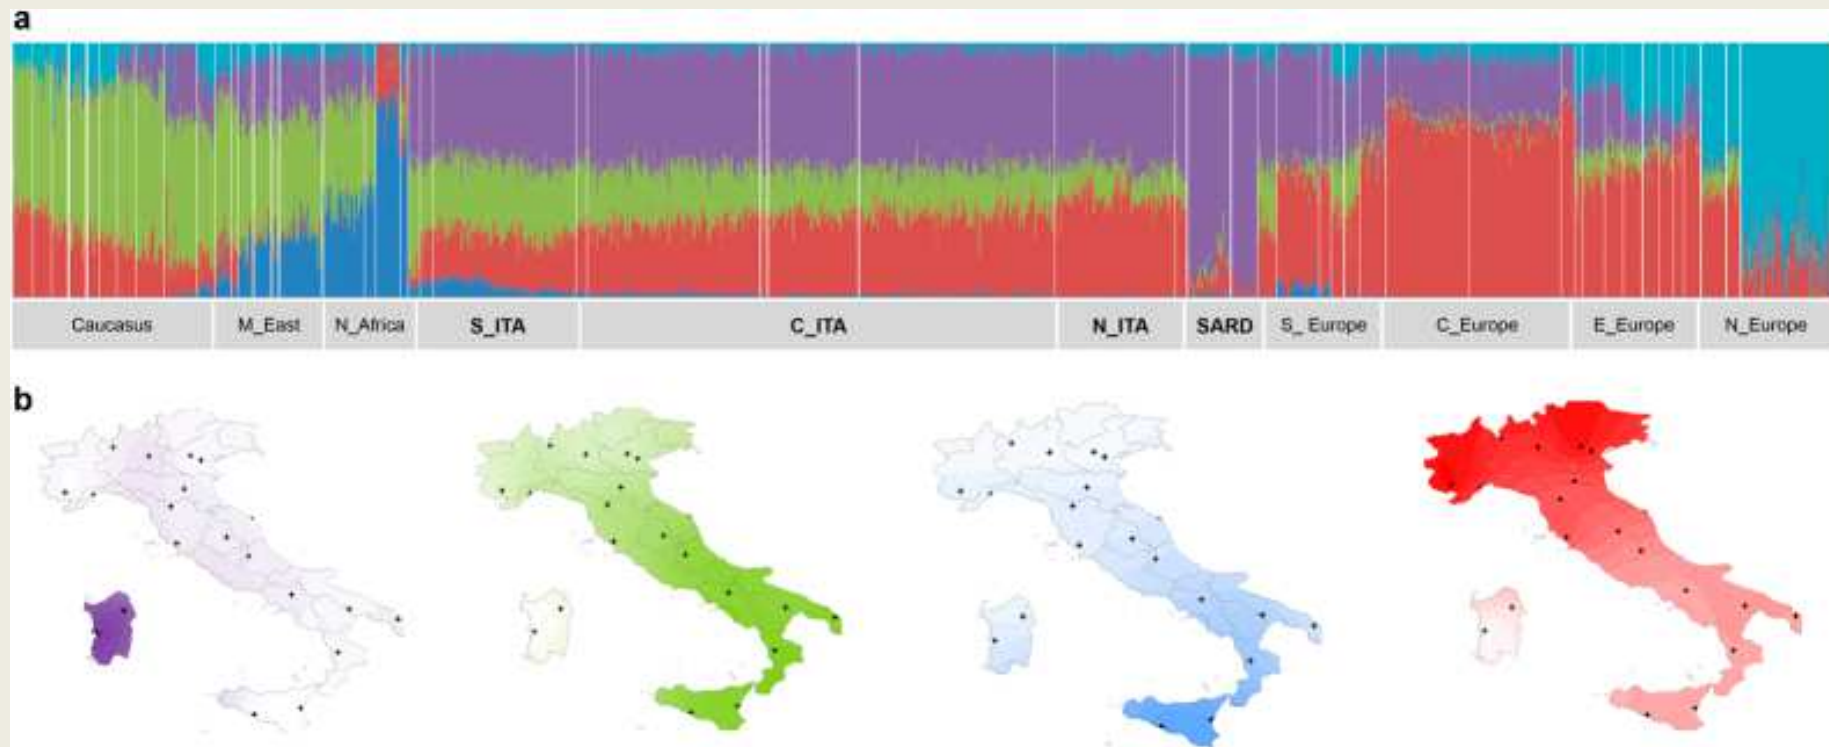 a
Caucasus M_East N_Africa S_ITA C_ITA N_ITA SARD S_ Europe C_Europe E_Europe N_Europe
b